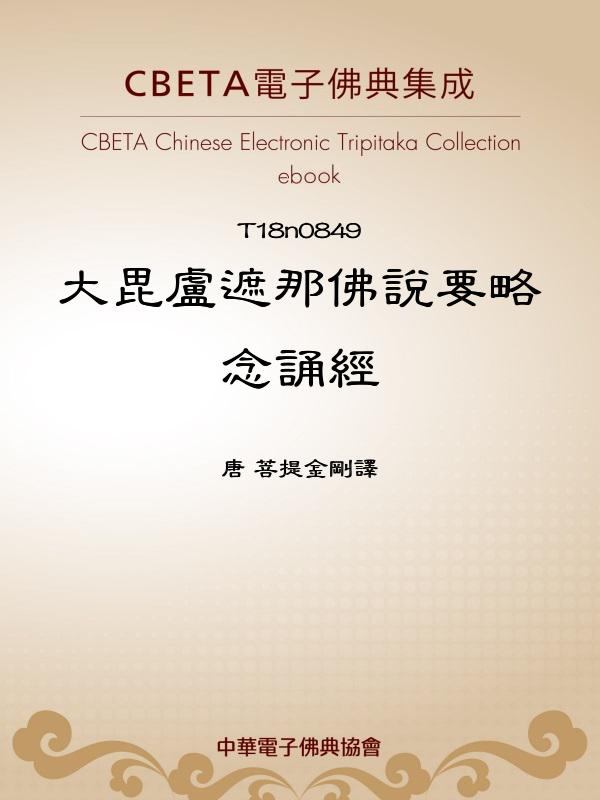 CBETA電子佛典集成
CBETA Chinese Electronic Tripitaka Collection
ebook
T18n0849
大毘盧遮那佛說要略
念誦經
唐 菩提金剛譯
中華電子佛典協會